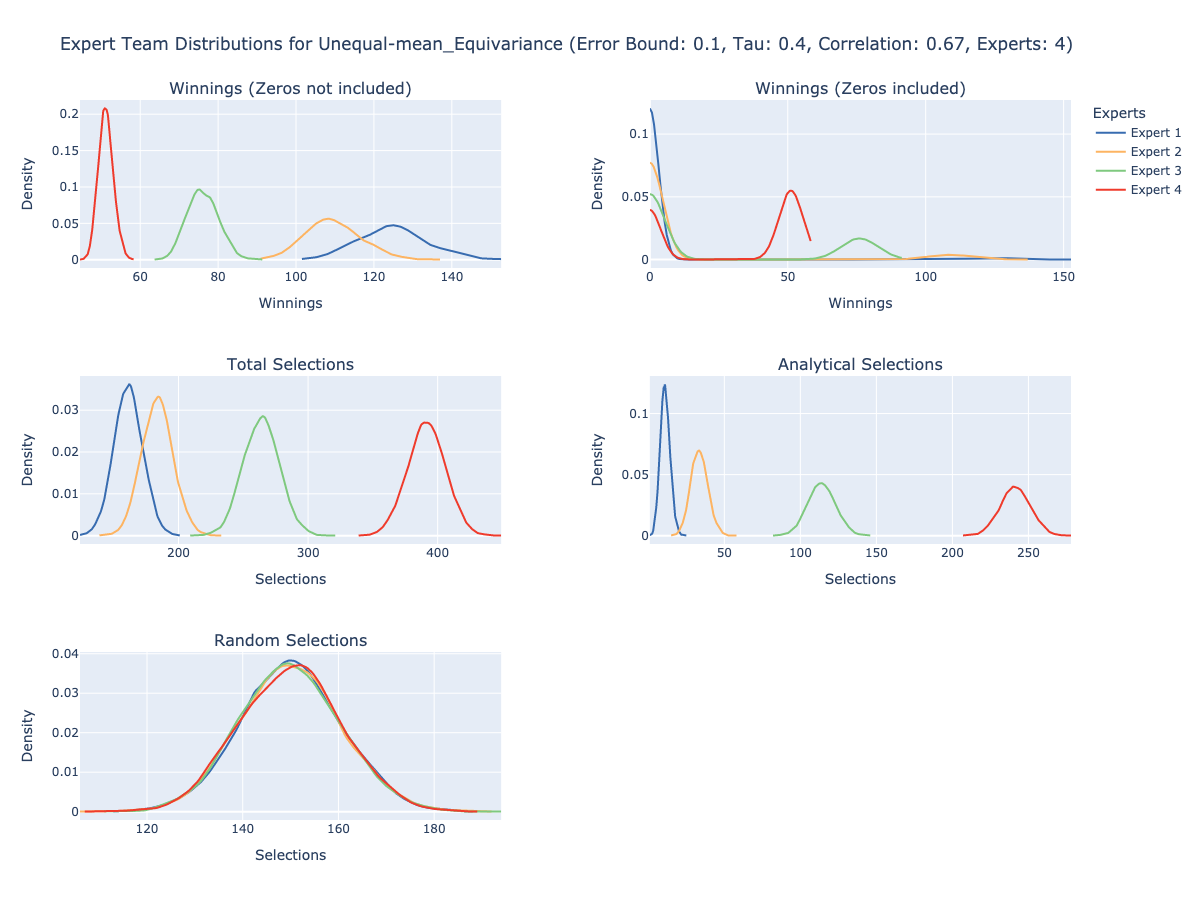 Expert Team Distributions for Unequal-mean_Equivariance (Error Bound: 0.1, Tau: 0.4, Correlation: 0.67, Experts: 4)
Winnings (Zeros not included)
0.2
0.15
0.1
0.05
0
Density
60 80 100 120 140
Winnings
Winnings (Zeros included)
0.1
0.05
0
Density
0 50 100 150
Winnings
Experts
Expert 1
Expert 2
Expert 3
Expert 4
Total Selections
0.03
0.02
0.01
0
Density
200 300 400
Selections
Analytical Selections
0.1
0.05
0
Density
50 100 150 200 250
Selections
Random Selections
0.04
0.03
0.02
0.01
0
Density
120 140 160 180
Selections